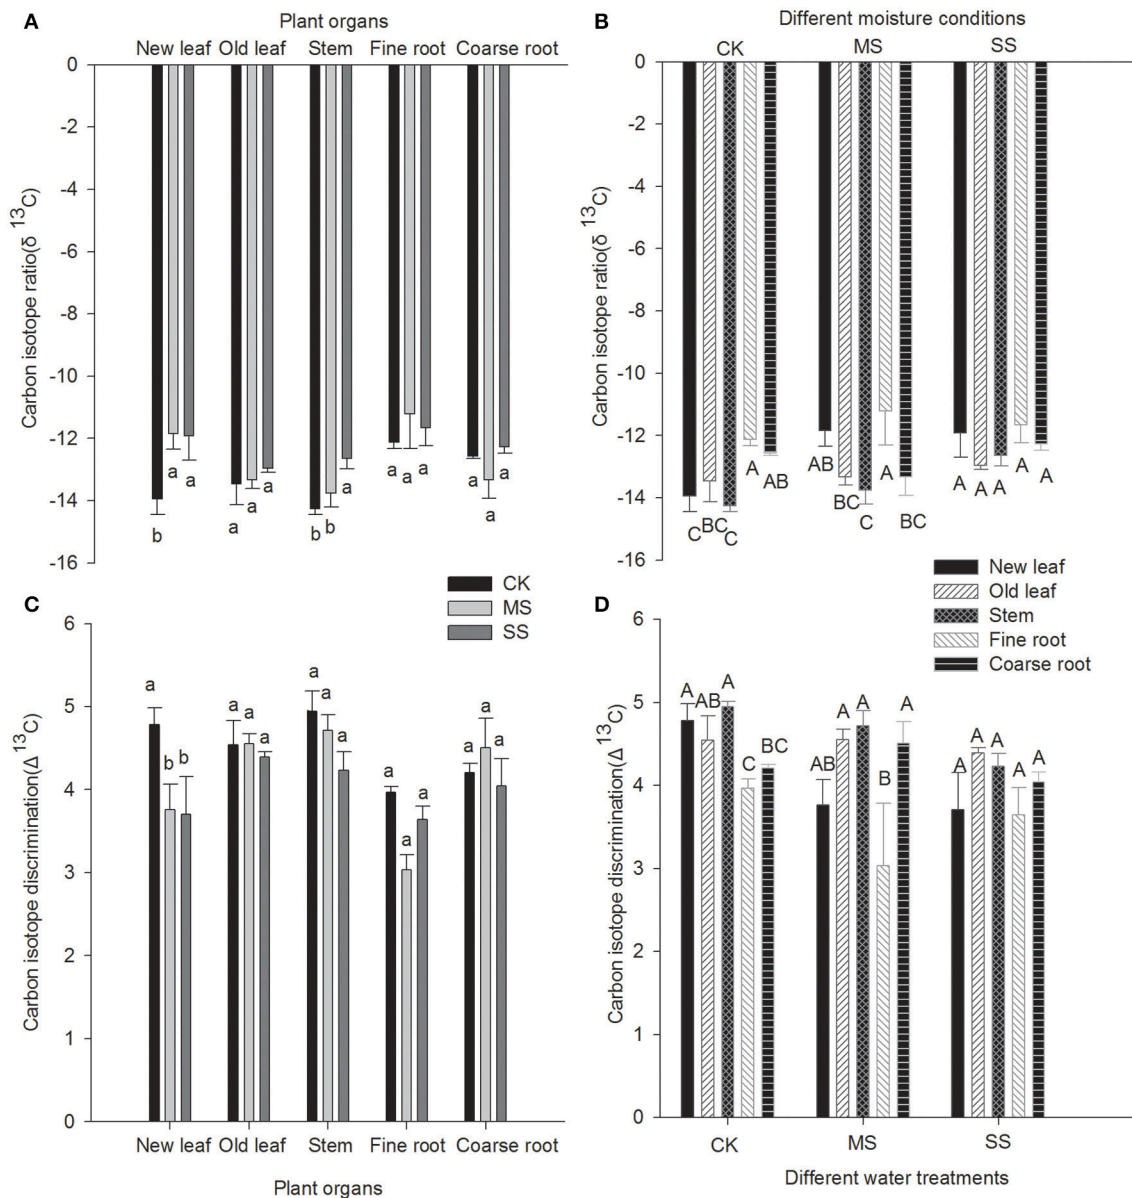 A
Plant organs
New leaf Old leaf Stem Fine root Coarse root
0
-2
-4
-6
-8
-10
-12
-14
-16
Carbon isotope ratio(δ 13C)
b a a
a a a
b b a
a a a
a a a
B
Different moisture conditions
CK MS SS
0
-2
-4
-6
-8
-10
-12
-14
-16
Carbon isotope ratio(δ 13C)
C BC C A AB
AB BC C A BC
A A A A A
CK
MS
SS
New leaf
Old leaf
Stem
Fine root
Coarse root
C
6
5
4
3
2
1
0
Carbon isotope discrimination(Δ 13C)
a b b
a a a
a a a
a a a
a a a
New leaf Old leaf Stem Fine root Coarse root
Plant organs
D
6
5
4
3
2
1
0
Carbon isotope discrimination(Δ 13C)
A AB A C BC
AB A A B A
A A A A A
CK MS SS
Different water treatments